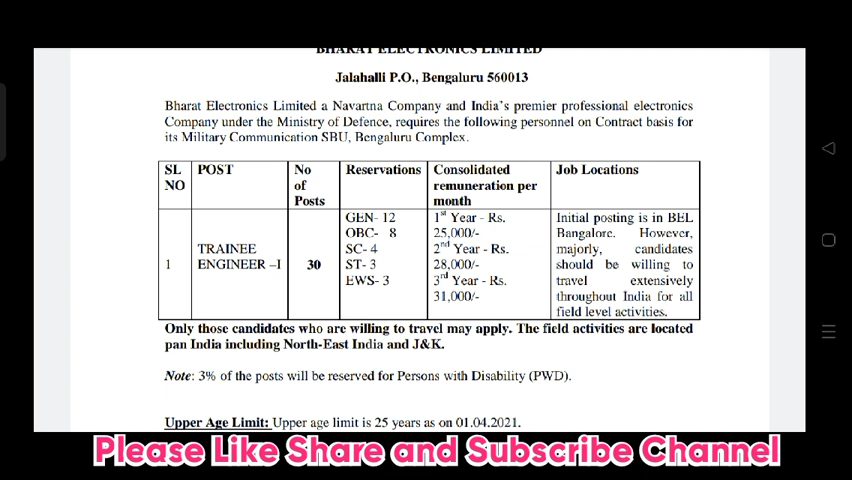 BHARAT ELECTRONICS LIMITED
Jalahalli P.O., Bengaluru 560013
Bharat Electronics Limited a Navartna Company and India's premier professional electronics
Company under the Ministry of Defence, requires the following personnel on Contract basis for
its Military Communication SBU, Bengaluru Complex.
SL NO POST No of Posts Reservations Consolidated remuneration per month Job Locations
1 TRAINEE ENGINEER –I 30
GEN- 12
OBC- 8
SC- 4
ST- 3
EWS- 3
1st Year - Rs.
25,000/-
2nd Year - Rs.
28,000/-
3rd Year - Rs.
31,000/-
Initial posting is in BEL
Bangalore. However,
majorly, candidates
should be willing to
travel extensively
throughout India for all
field level activities.
Only those candidates who are willing to travel may apply. The field activities are located
pan India including North-East India and J&K.
Note: 3% of the posts will be reserved for Persons with Disability (PWD).
Upper Age Limit: Upper age limit is 25 years as on 01.04.2021.
Please Like Share and Subscribe Channel